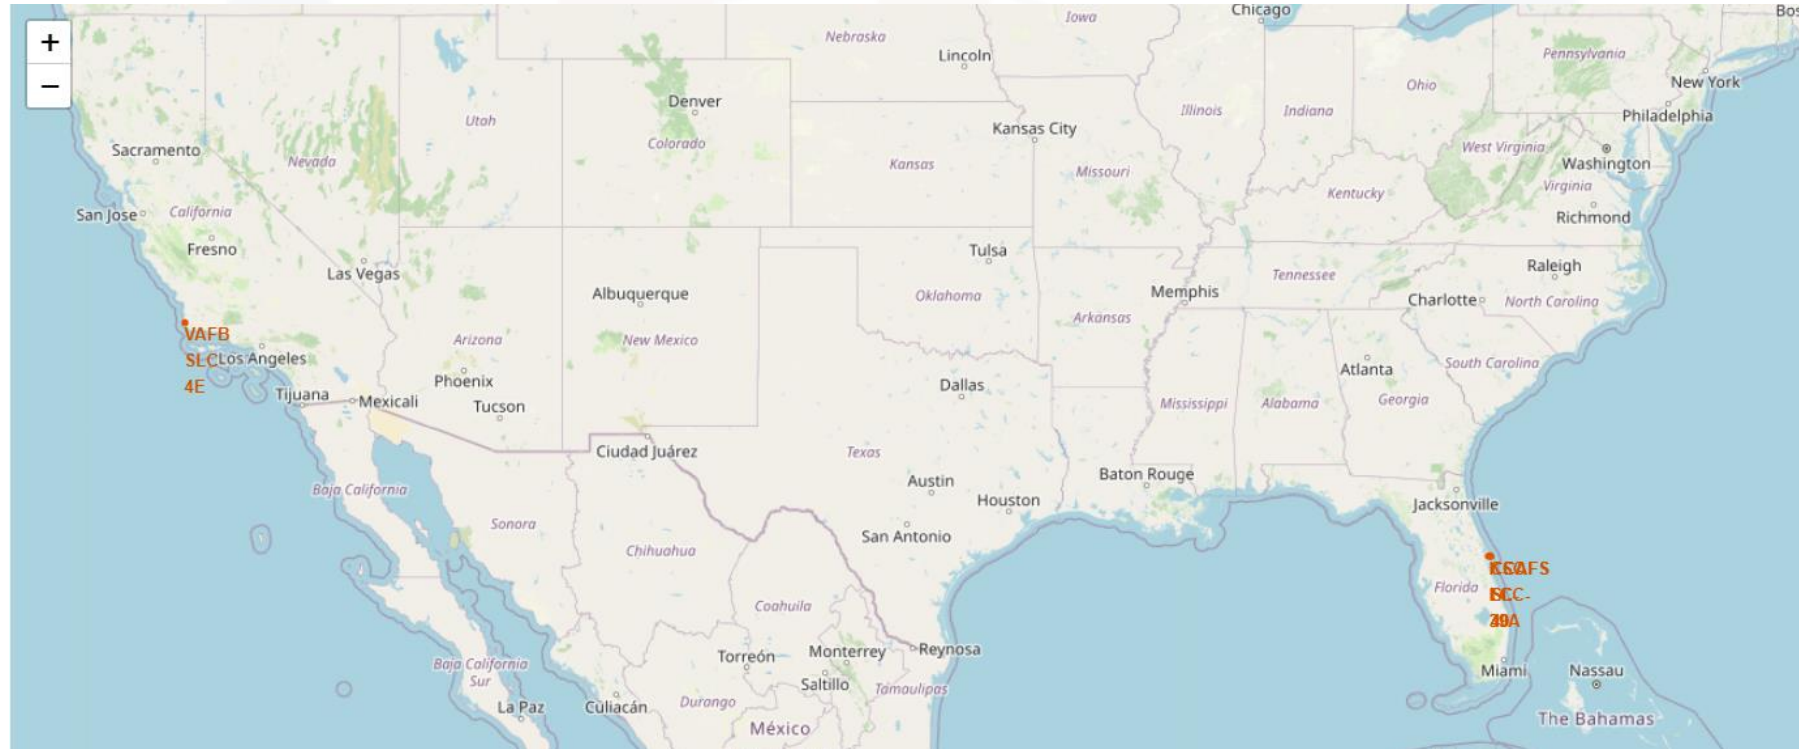 +
−
Chicago
Iowa
Bos
Nebraska
Lincoln
Pennsylvania
New York
Ohio
Illinois
Indiana
Philadelphia
Denver
Utah
Colorado
Kansas City
Sacramento
Nevada
Kansas
Missouri
West Virginia
Washington
Kentucky
Virginia
San Jose
California
Richmond
Fresno
Las Vegas
Tulsa
Raleigh
Tennessee
Albuquerque
Oklahoma
Memphis
Charlotte
North Carolina
Arkansas
VAFB
SLC
4E
Los Angeles
Arizona
New Mexico
South Carolina
Phoenix
Dallas
Atlanta
Tijuana
Mexicali
Tucson
Mississippi
Alabama
Georgia
Ciudad Juárez
Texas
Baton Rouge
Austin
Baja California
Houston
Jacksonville
Sonora
San Antonio
Chihuahua
Florida
Coahuila
Torreón
Monterrey
Reynosa
Baja California
Sur
Saltillo
Tamaulipas
Miami
Nassau
La Paz
Culiacán
Durango
México
The Bahamas